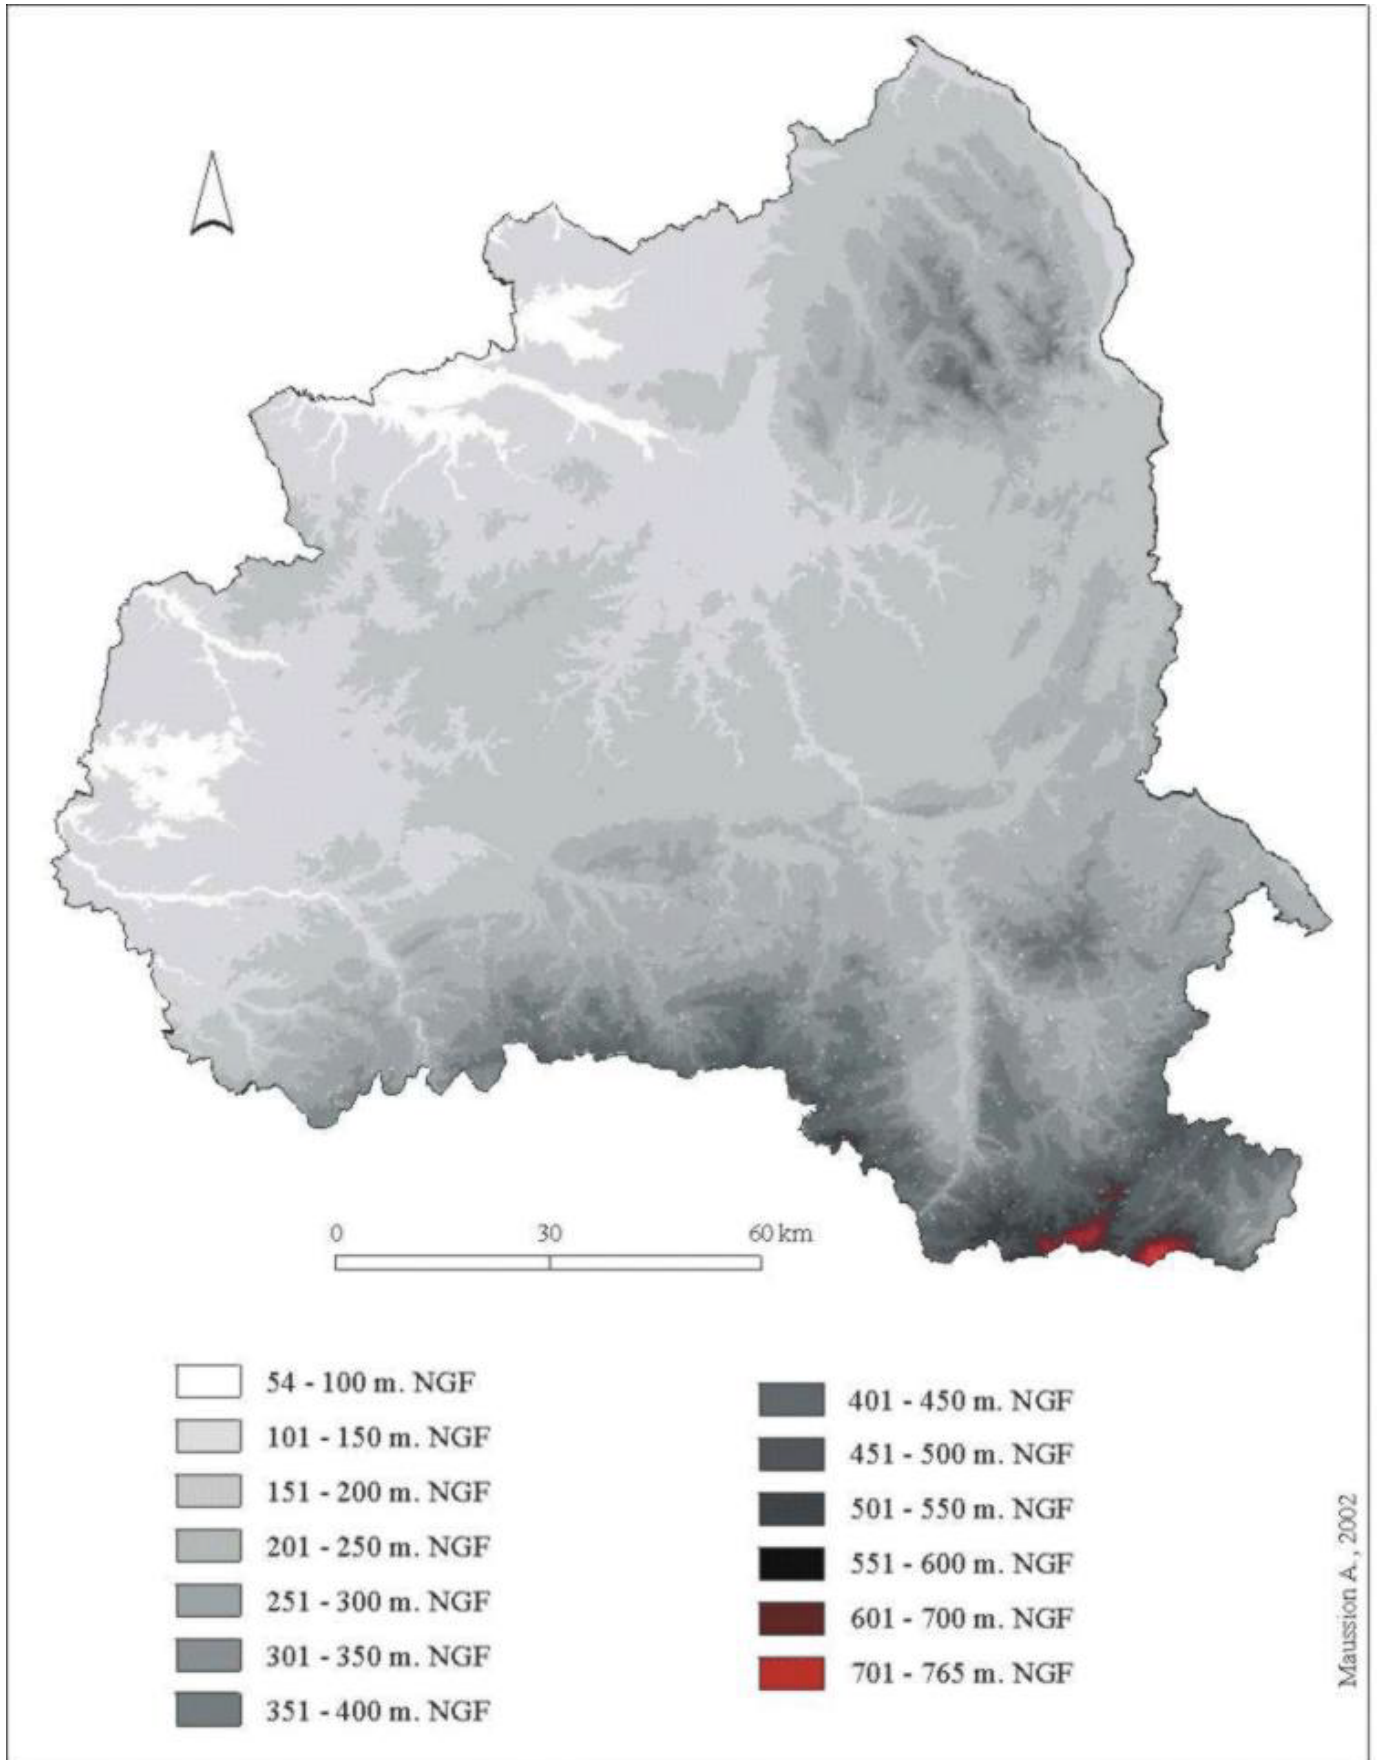 0 30 60 km
54 - 100 m. NGF
101 - 150 m. NGF
151 - 200 m. NGF
201 - 250 m. NGF
251 - 300 m. NGF
301 - 350 m. NGF
351 - 400 m. NGF
401 - 450 m. NGF
451 - 500 m. NGF
501 - 550 m. NGF
551 - 600 m. NGF
601 - 700 m. NGF
701 - 765 m. NGF
Maussion A., 2002